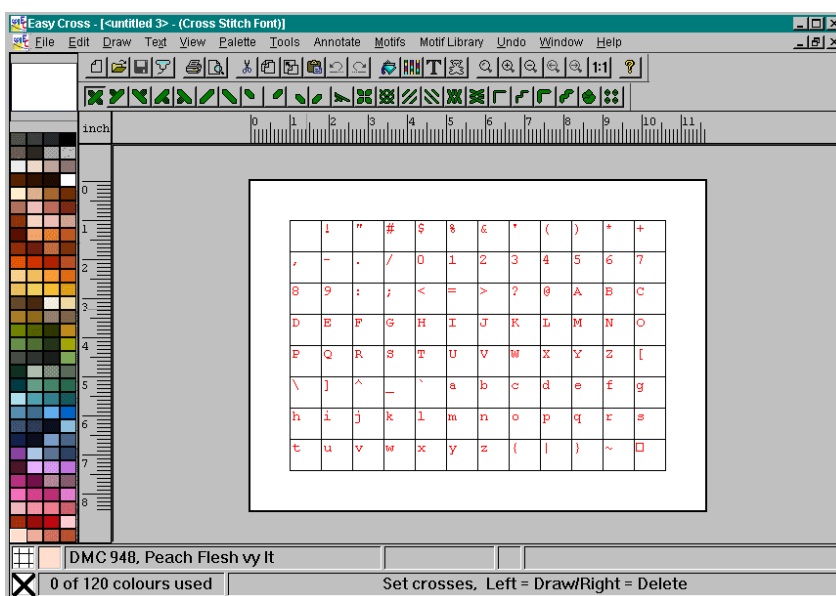 Easy Cross - [<untitled 3> - (Cross Stitch Font)]
File Edit Draw Text View Palette Tools Annotate Motifs Motif Library Undo Window Help
1:1 ?
T
inch 0 1 2 3 4 5 6 7 8 9 10 11
0
1
2
3
4
5
6
7
8
! " # $ % & ' ( ) * +
, - . / 0 1 2 3 4 5 6 7
8 9 : ; < = > ? @ A B C
D E F G H I J K L M N O
P Q R S T U V W X Y Z [
\ ] ^ _ ` a b c d e f g
h i j k l m n o p q r s
t u v w x y z { | } ~ □
DMC 948, Peach Flesh vy lt
0 of 120 colours used Set crosses, Left = Draw/Right = Delete